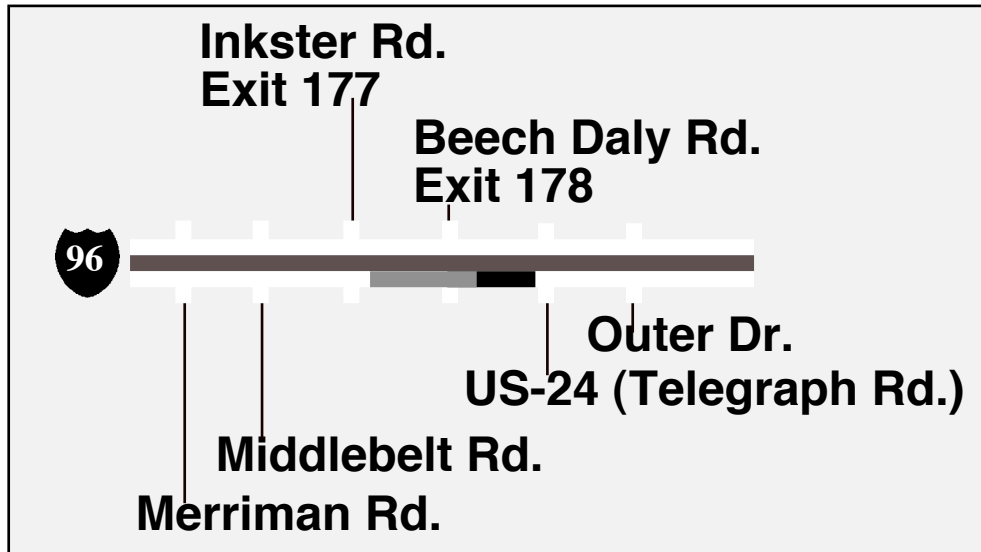 Inkster Rd.
Exit 177
Beech Daly Rd.
Exit 178
96
Outer Dr.
US-24 (Telegraph Rd.)
Middlebelt Rd.
Merriman Rd.